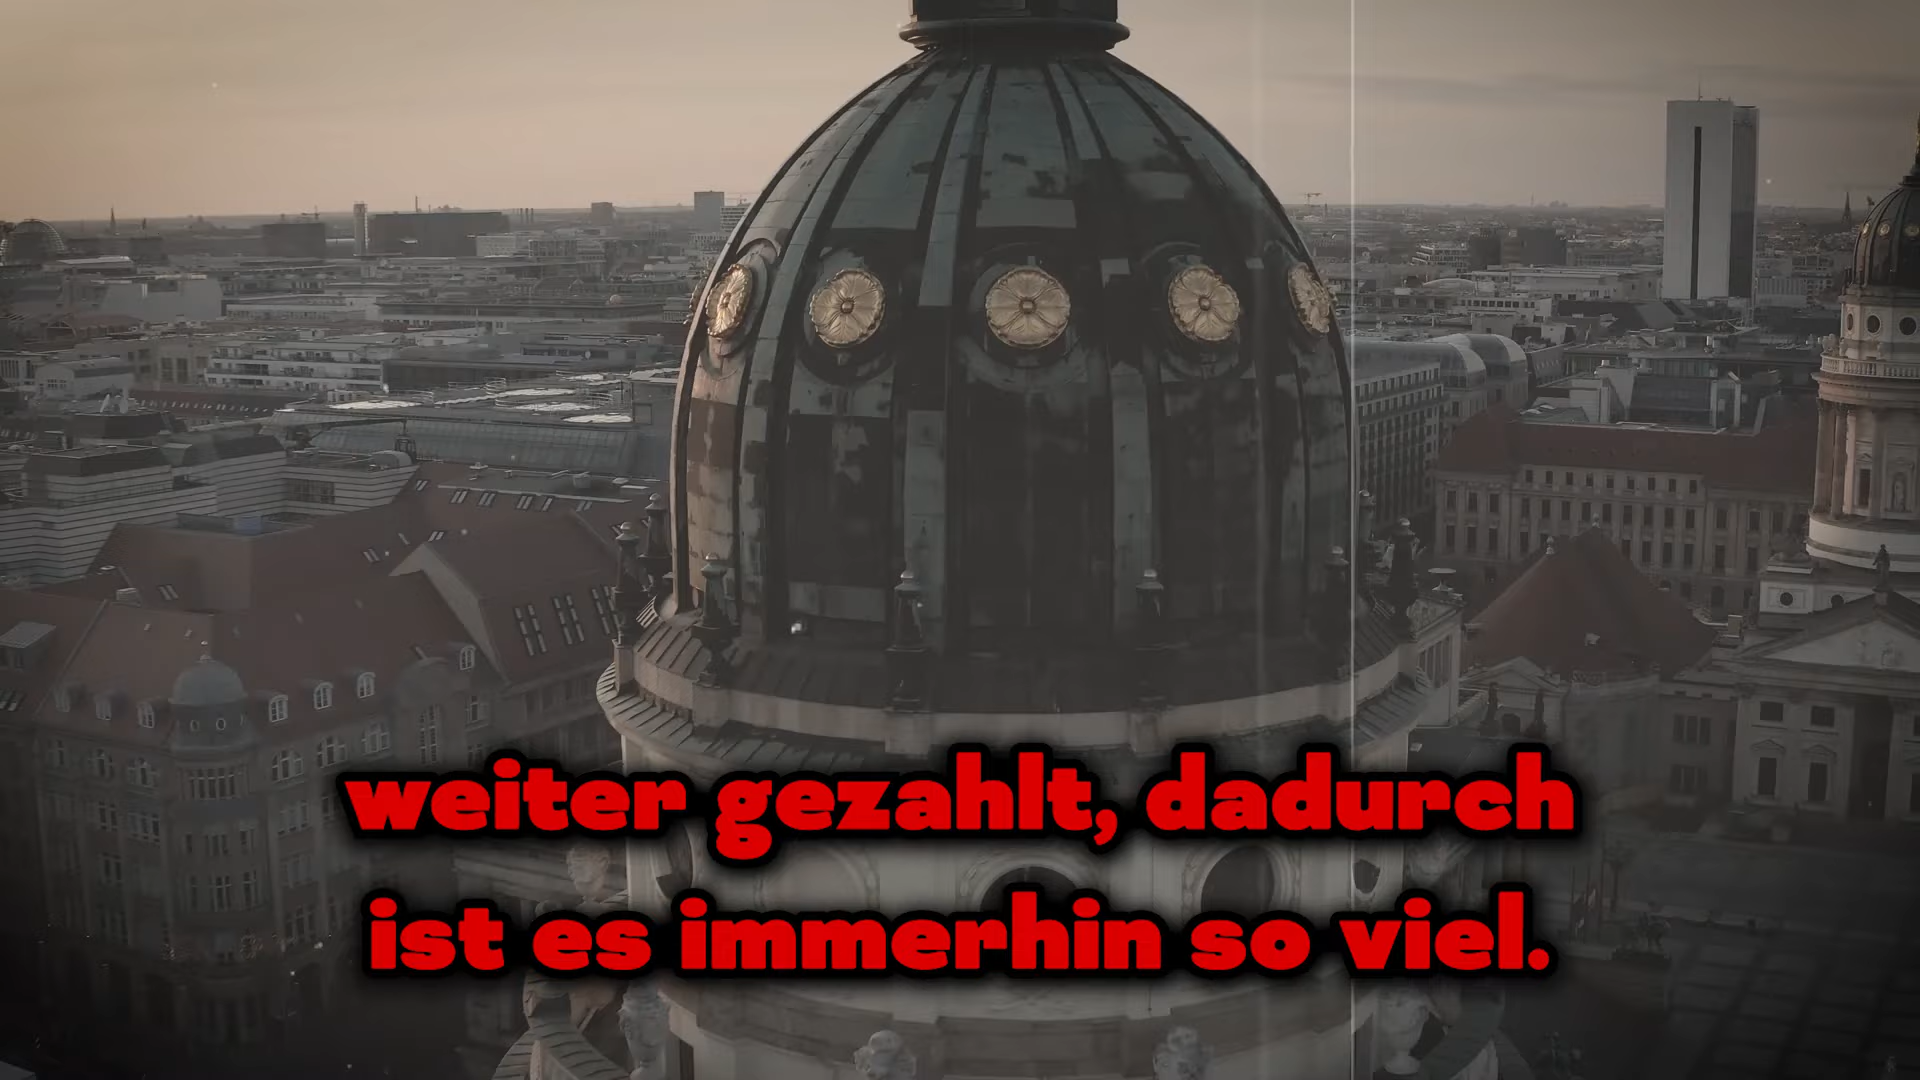 weiter gezahlt, dadurch
ist es immerhin so viel.